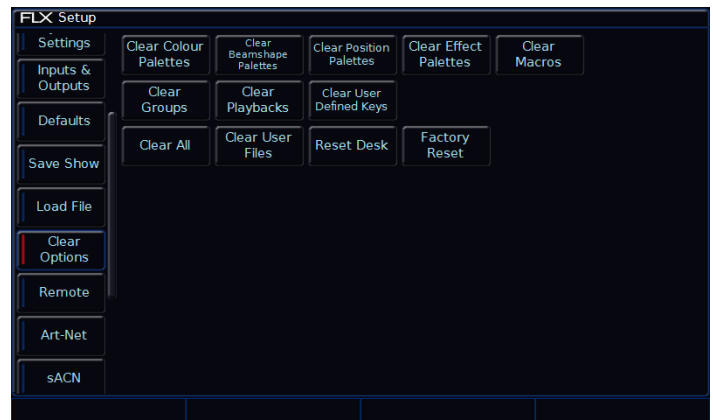 FLX Setup
Settings
Inputs &
Outputs
Defaults
Save Show
Load File
Clear
Options
Remote
Art-Net
sACN
Clear Colour
Palettes
Clear
Beamshape
Palettes
Clear Position
Palettes
Clear Effect
Palettes
Clear
Macros
Clear
Groups
Clear
Playbacks
Clear User
Defined Keys
Clear All
Clear User
Files
Reset Desk
Factory
Reset